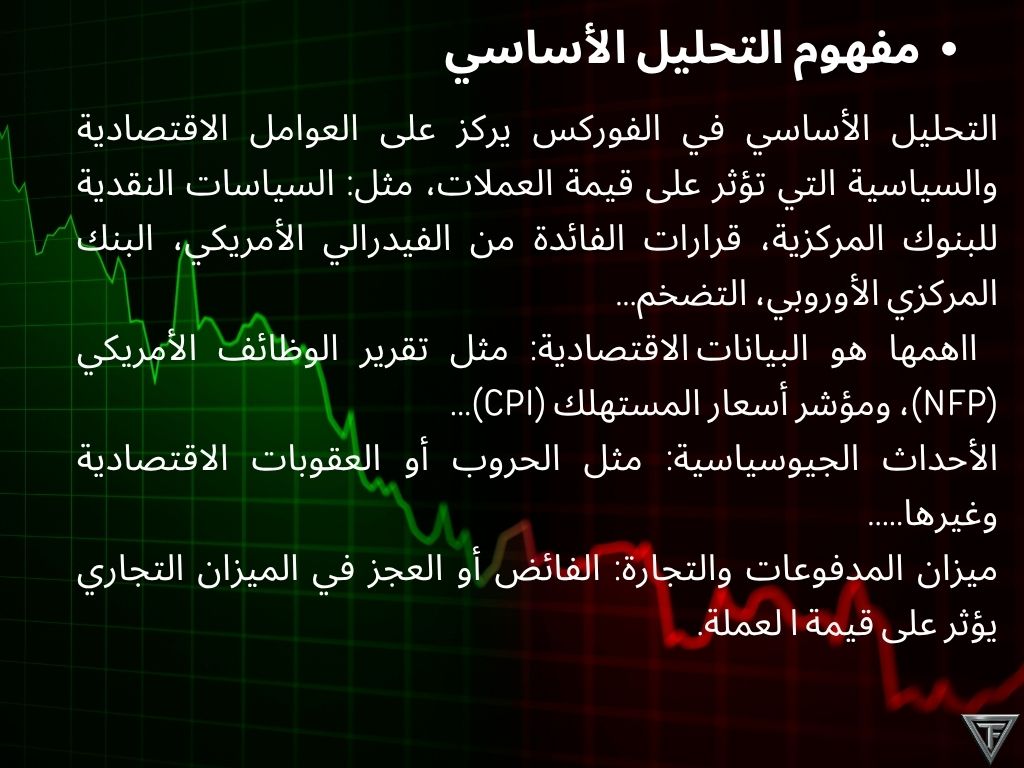 • مفهوم التحليل الأساسي
التحليل الأساسي في الفوركس يركز على العوامل الاقتصادية
والسياسية التي تؤثر على قيمة العملات، مثل: السياسات النقدية
للبنوك المركزية، قرارات الفائدة من الفيدرالي الأمريكي، البنك
المركزي الأوروبي، التضخم...
ااهمها هو البيانات الاقتصادية: مثل تقرير الوظائف الأمريكي
(NFP)، ومؤشر أسعار المستهلك (CPI)...
الأحداث الجيوسياسية: مثل الحروب أو العقوبات الاقتصادية
وغيرها.....
ميزان المدفوعات والتجارة: الفائض أو العجز في الميزان التجاري
يؤثر على قيمة ا لعملة.